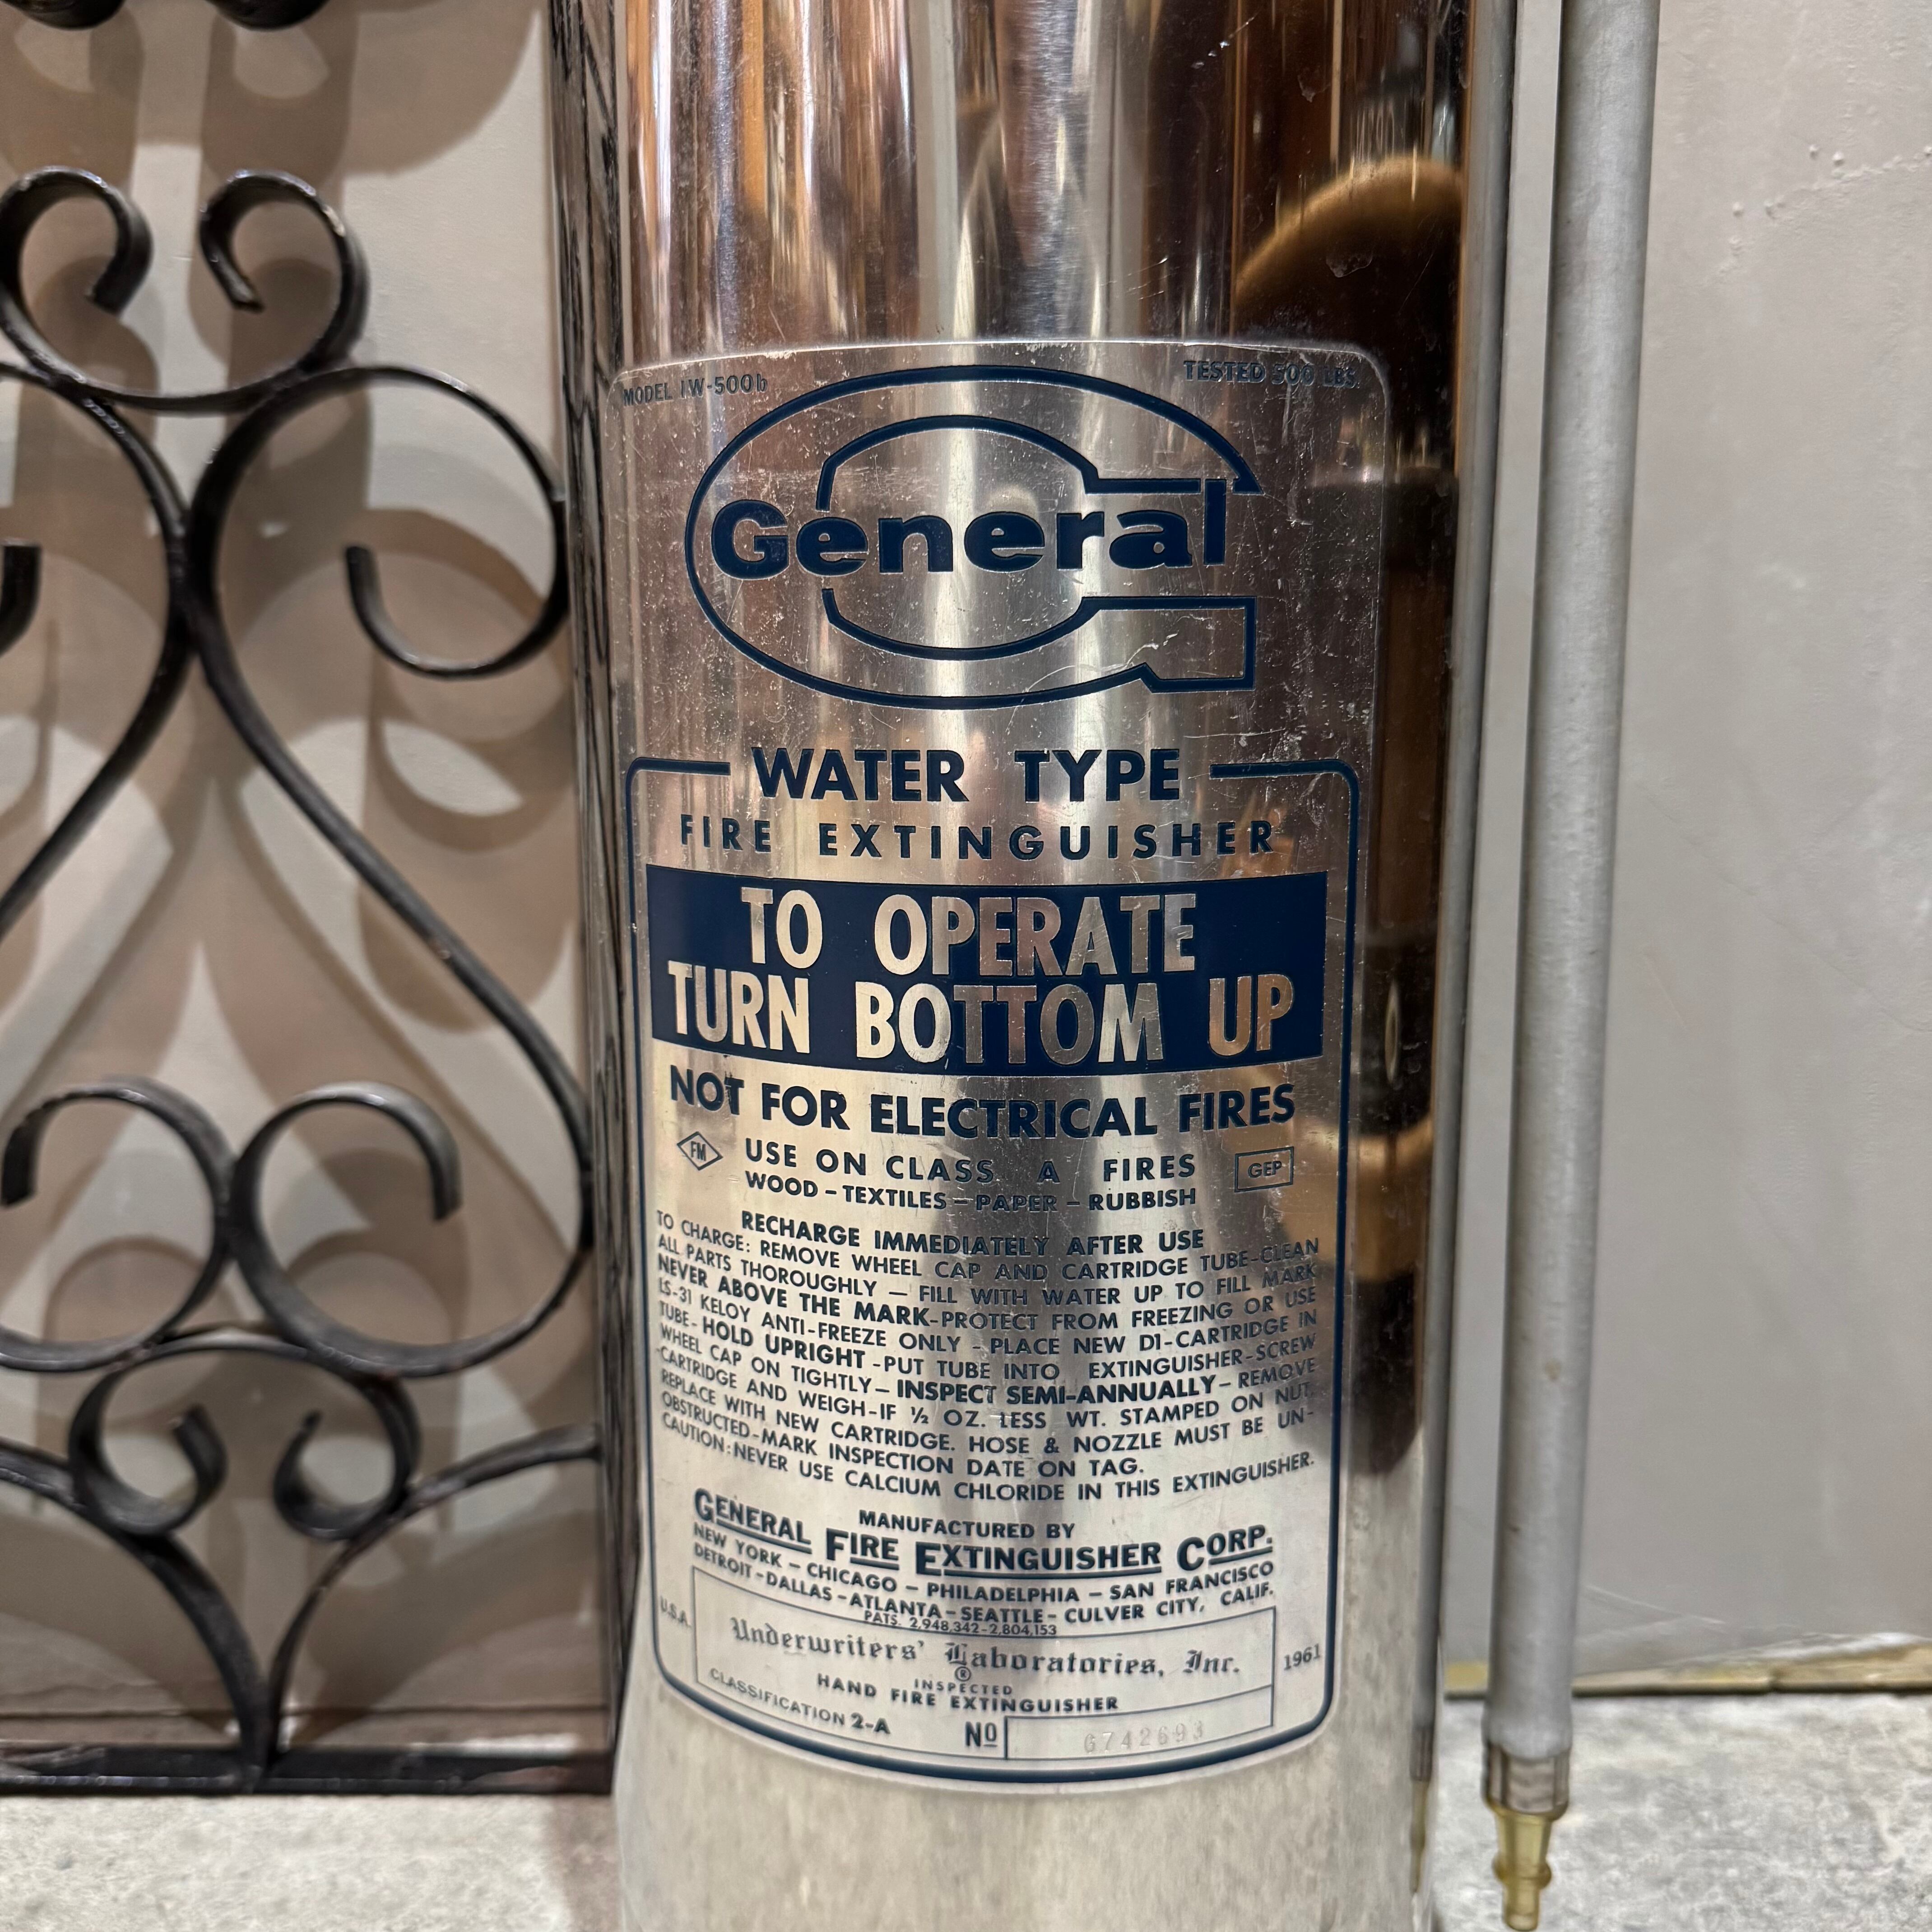 MODEL IW-500b
TESTED 500 LBS.
General
WATER TYPE
FIRE EXTINGUISHER
TO OPERATE
TURN BOTTOM UP
NOT FOR ELECTRICAL FIRES
FM
USE ON CLASS A FIRES
GEP
WOOD - TEXTILES - PAPER - RUBBISH
RECHARGE IMMEDIATELY AFTER USE
TO CHARGE: REMOVE WHEEL CAP AND CARTRIDGE TUBE-CLEAN
ALL PARTS THOROUGHLY — FILL WITH WATER UP TO FILL MARK
NEVER ABOVE THE MARK-PROTECT FROM FREEZING OR USE
LS-31 KELOY ANTI-FREEZE ONLY - PLACE NEW D1-CARTRIDGE IN
TUBE-HOLD UPRIGHT-PUT TUBE INTO EXTINGUISHER-SCREW
WHEEL CAP ON TIGHTLY—INSPECT SEMI-ANNUALLY—REMOVE
CARTRIDGE AND WEIGH-IF ½ OZ. LESS WT. STAMPED ON NUT
REPLACE WITH NEW CARTRIDGE. HOSE & NOZZLE MUST BE UN-
OBSTRUCTED-MARK INSPECTION DATE ON TAG.
CAUTION: NEVER USE CALCIUM CHLORIDE IN THIS EXTINGUISHER.
MANUFACTURED BY
GENERAL FIRE EXTINGUISHER CORP.
NEW YORK - CHICAGO - PHILADELPHIA - SAN FRANCISCO
DETROIT-DALLAS-ATLANTA-SEATTLE-CULVER CITY, CALIF.
PATS. 2,948,342-2,804,153
U.S.A.
Underwriters' Laboratories, Inc.
®
1961
INSPECTED
HAND FIRE EXTINGUISHER
CLASSIFICATION 2-A
No 6742693